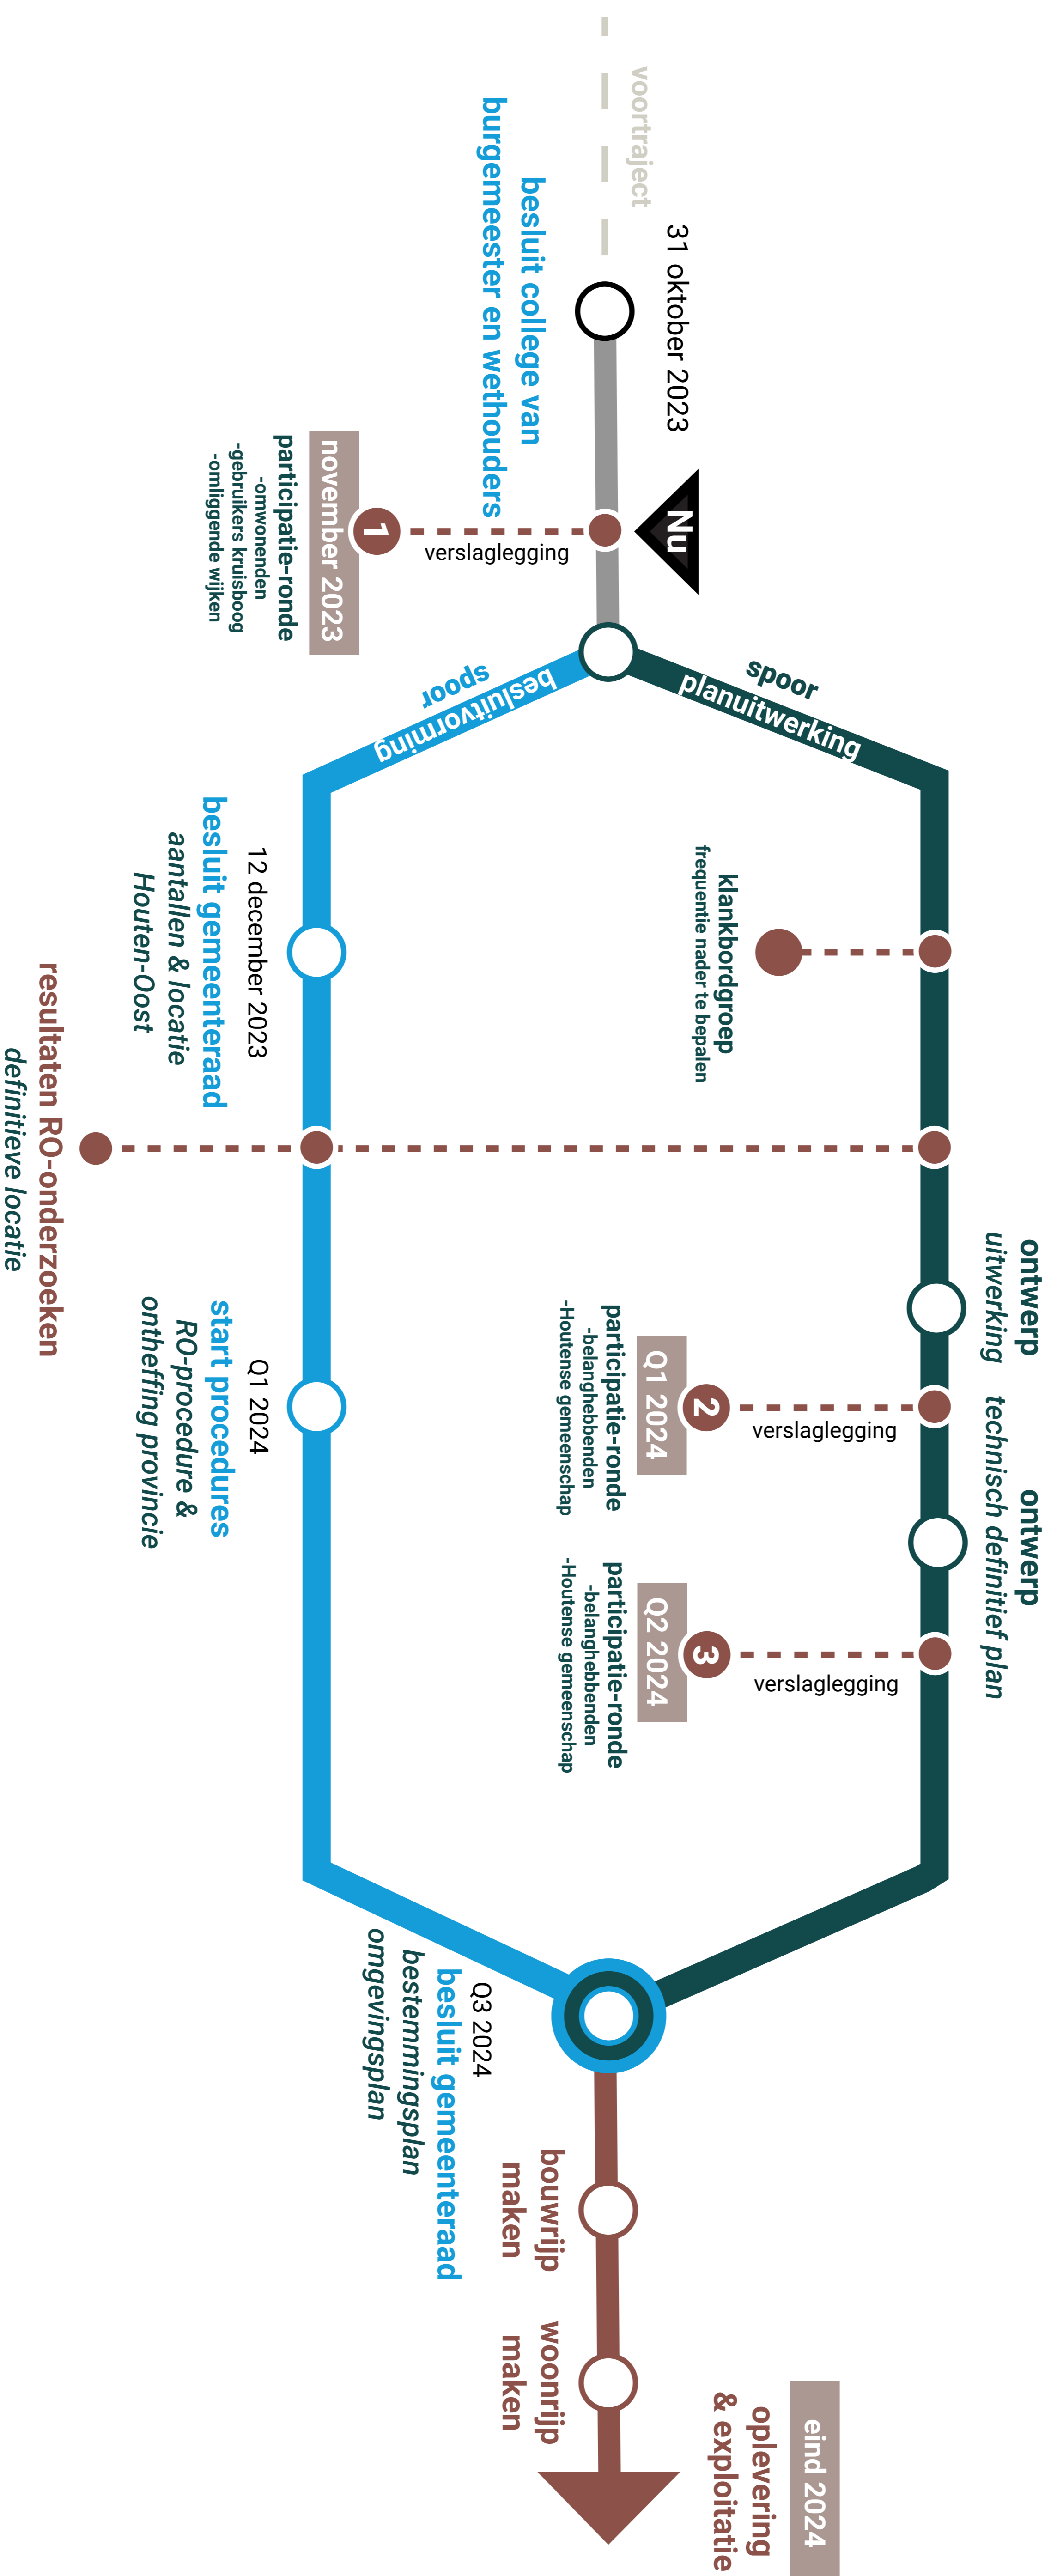 voortraject
31 oktober 2023
besluit college van
burgemeester en wethouders
Nu
verslaglegging
1
november 2023
participatie-ronde
-omwonenden
-gebruikers kruisboog
-omliggende wijken
spoor
planuitwerking
besluitvorming
spoor
klankbordgroep
frequentie nader te bepalen
12 december 2023
besluit gemeenteraad
aantallen & locatie
Houten-Oost
resultaten RO-onderzoeken
definitieve locatie
ontwerp
uitwerking
verslaglegging
2
Q1 2024
participatie-ronde
-belanghebbenden
-Houtense gemeenschap
Q1 2024
start procedures
RO-procedure &
ontheffing provincie
ontwerp
technisch definitief plan
verslaglegging
3
Q2 2024
participatie-ronde
-belanghebbenden
-Houtense gemeenschap
Q3 2024
besluit gemeenteraad
bestemmingsplan
omgevingsplan
bouwrijp
maken
woonrijp
maken
eind 2024
oplevering
& exploitatie